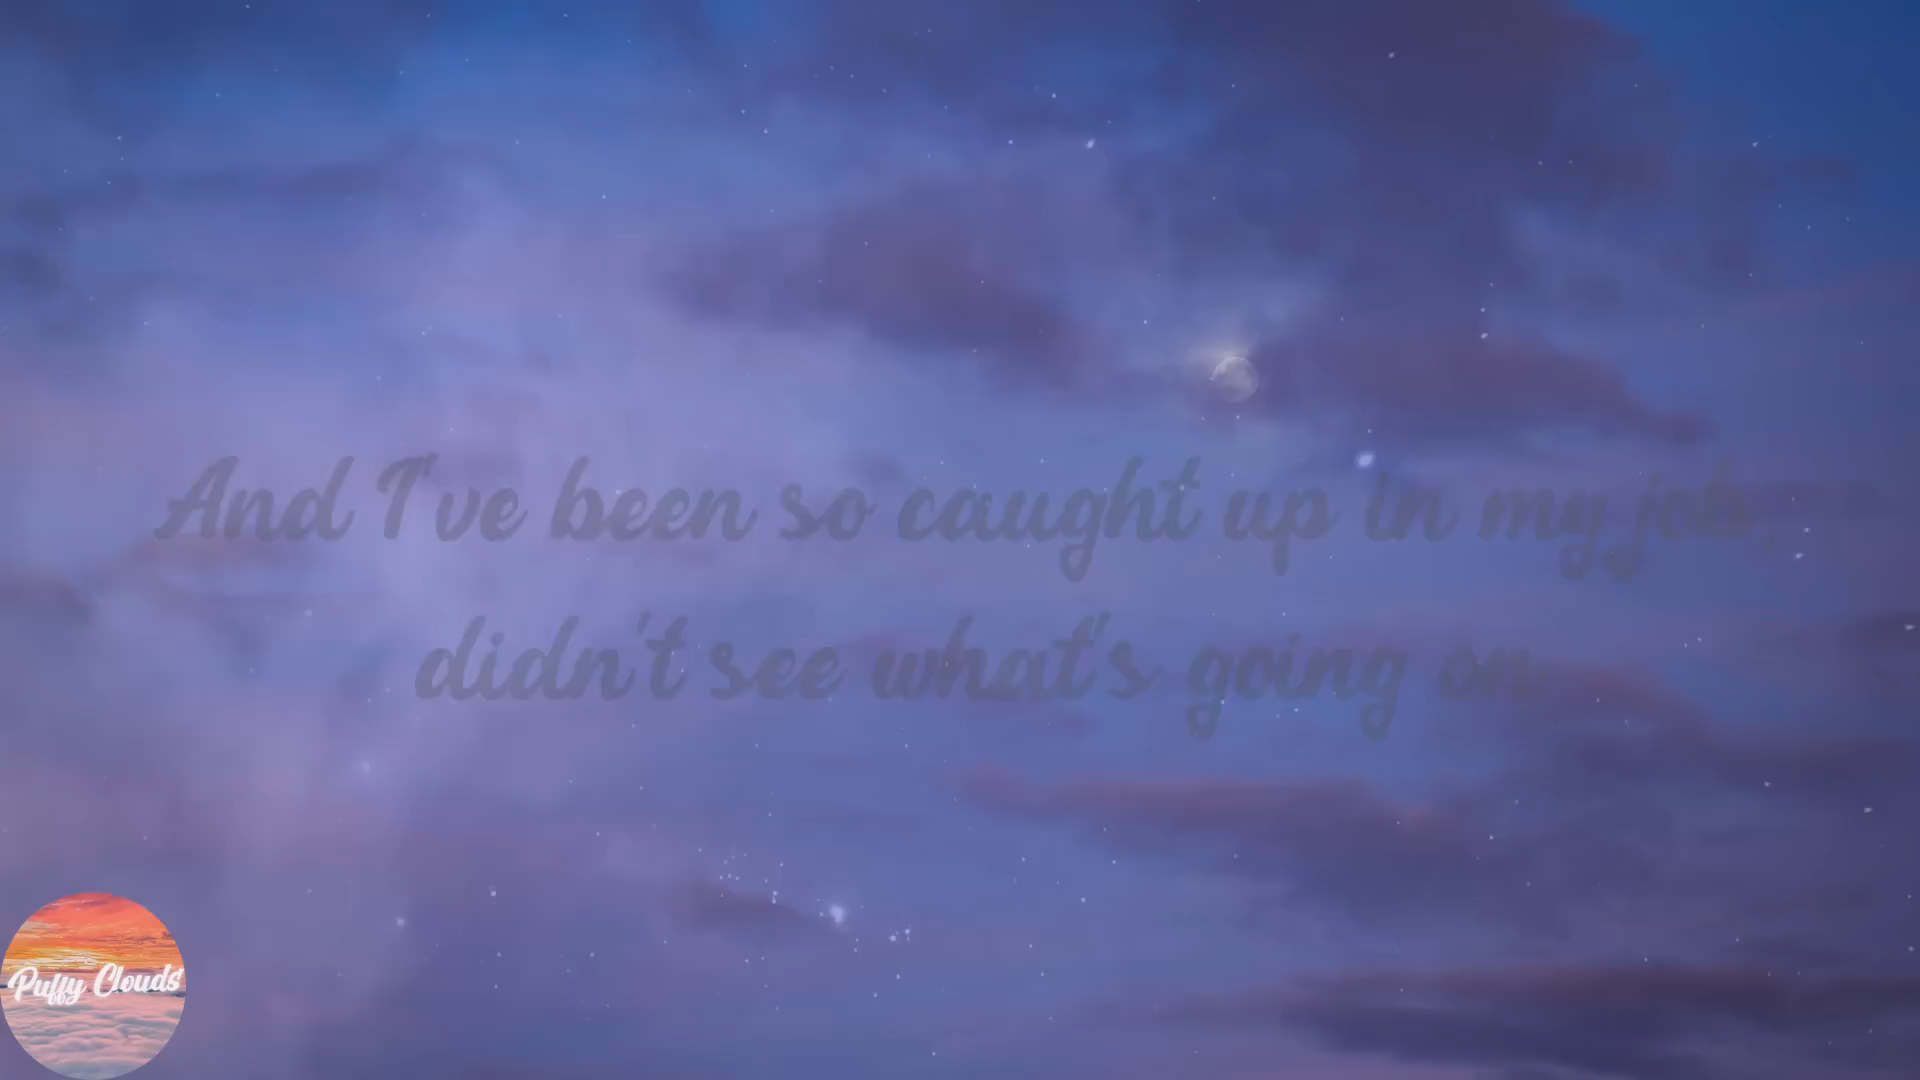 And I've been so caught up in my job,
didn't see what's going on
Puffy Clouds